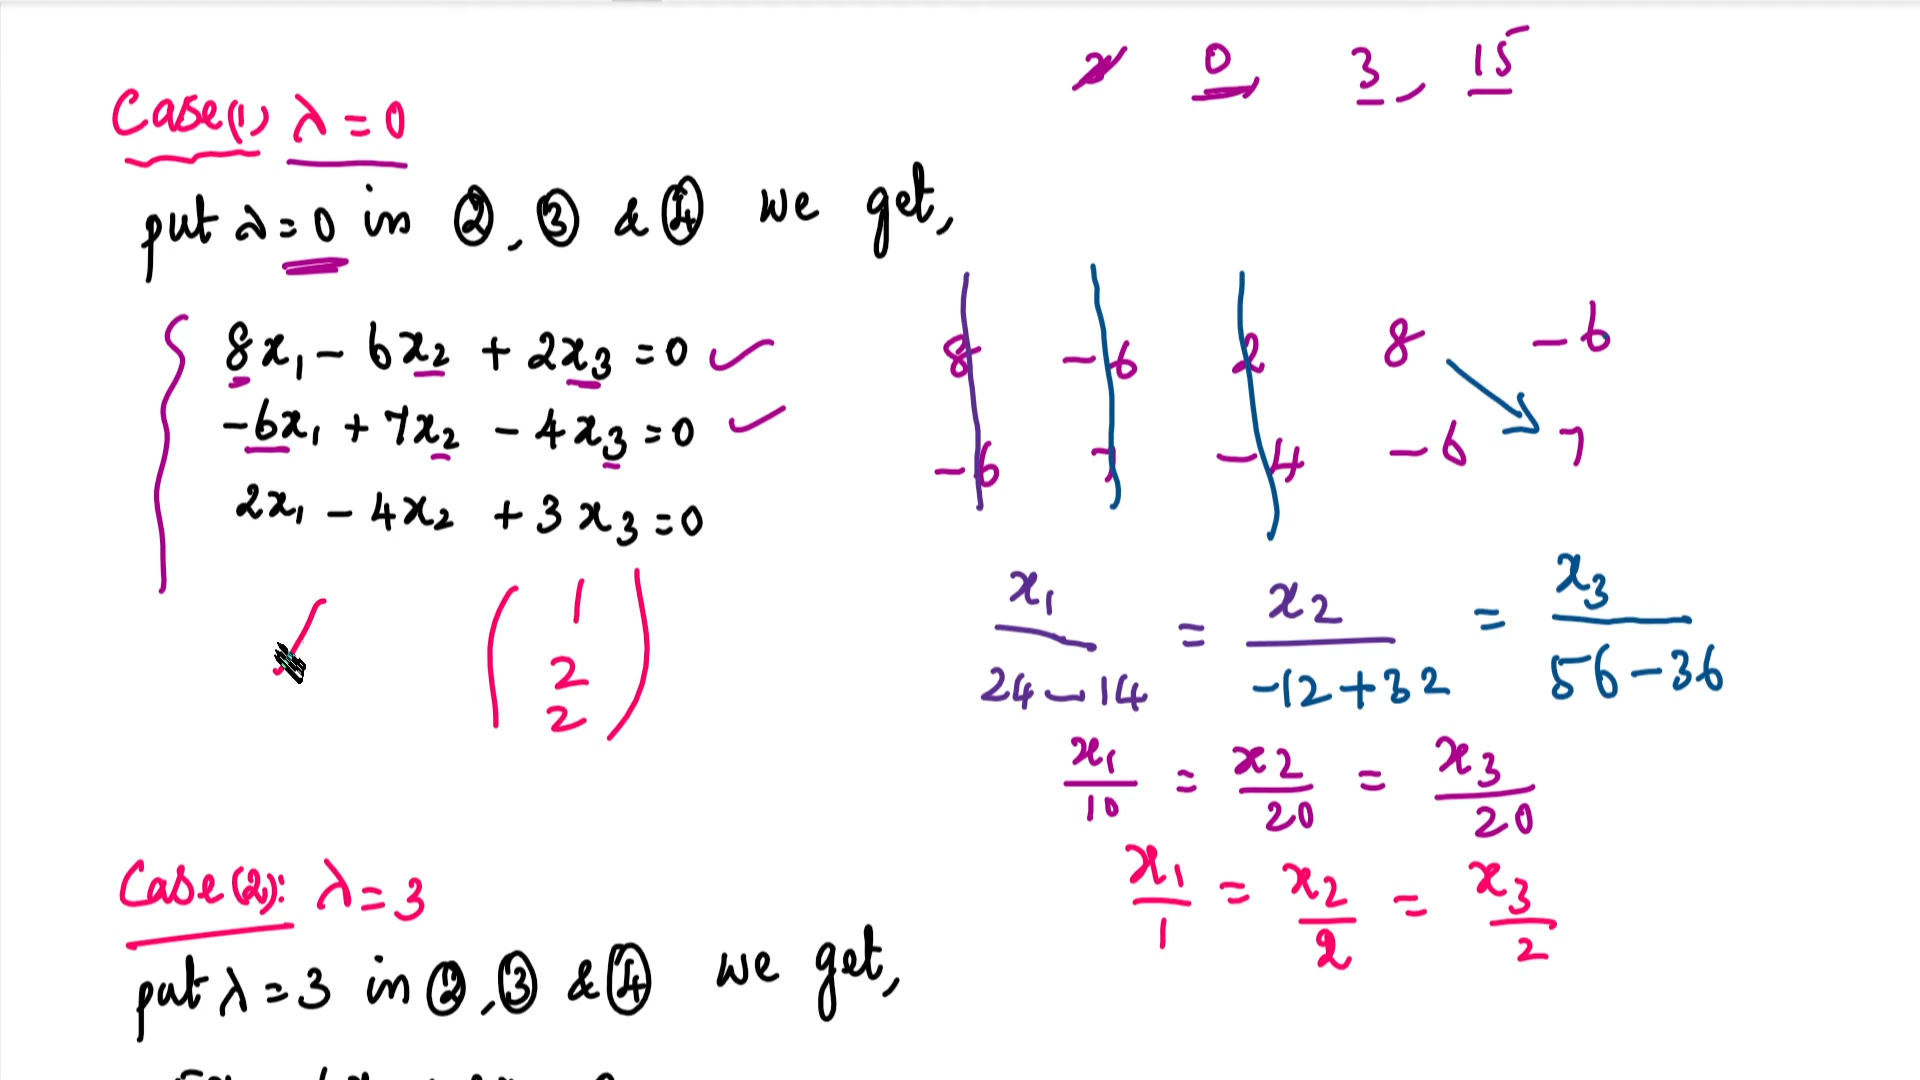 0, 3, 15
Case(1) λ=0
put λ=0 in ②, ③ & ④ we get,
8x₁ - 6x₂ + 2x₃ = 0
-6x₁ + 7x₂ - 4x₃ = 0
2x₁ - 4x₂ + 3x₃ = 0
1
2
2
8 -6 2 8 -6
-6 7 -4 -6 7
x₁/24-14 = x₂/-12+32 = x₃/56-36
x₁/10 = x₂/20 = x₃/20
x₁/1 = x₂/2 = x₃/2
Case(2): λ=3
put λ=3 in ②, ③ & ④ we get,